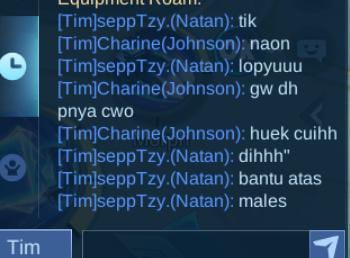 Equipment Roam.
[Tim]seppTzy.(Natan): tik
[Tim]Charine(Johnson): naon
[Tim]seppTzy.(Natan): lopyuuu
[Tim]Charine(Johnson): gw dh
pnya cwo
[Tim]Charine(Johnson): huek cuihh
[Tim]seppTzy.(Natan): dihhh"
[Tim]seppTzy.(Natan): bantu atas
[Tim]seppTzy.(Natan): males
Tim